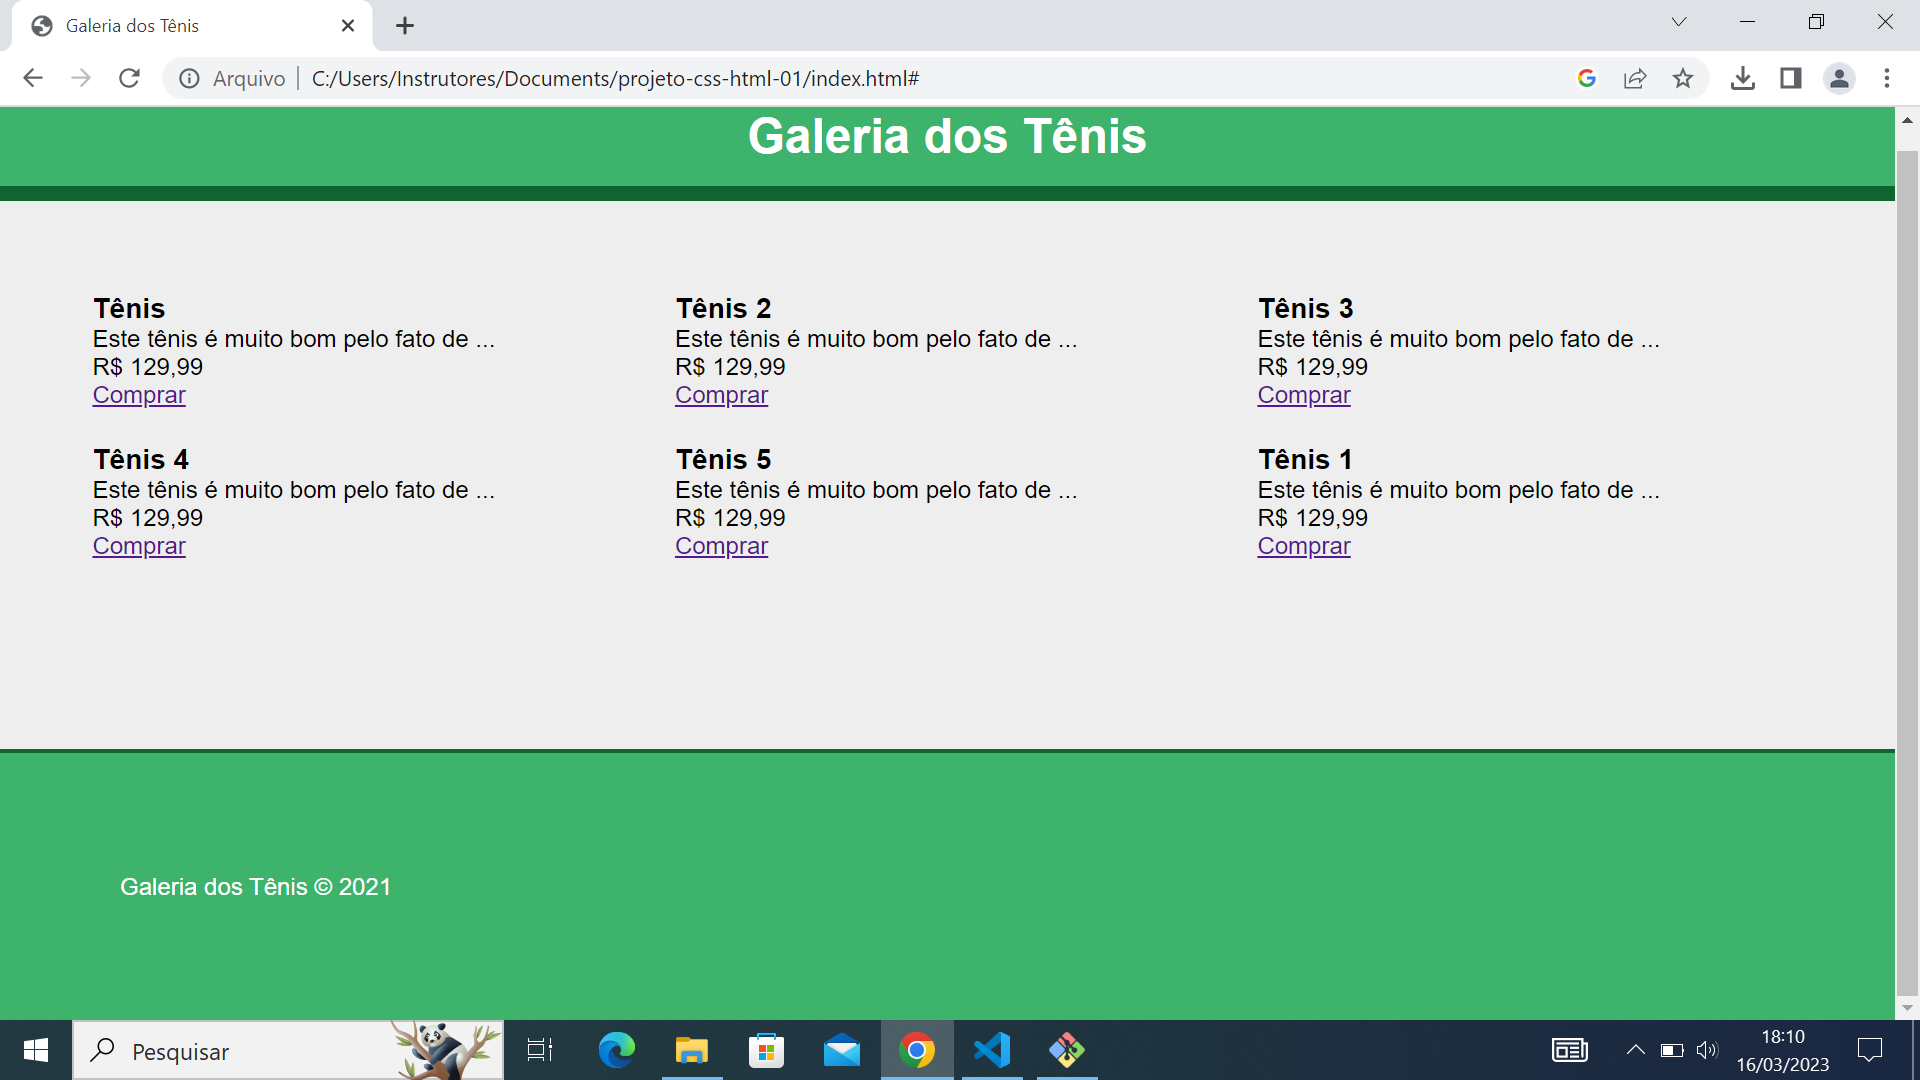 Galeria dos Tênis
Arquivo
C:/Users/Instrutores/Documents/projeto-css-html-01/index.html#
Galeria dos Tênis
Tênis
Este tênis é muito bom pelo fato de ...
R$ 129,99
Comprar
Tênis 2
Este tênis é muito bom pelo fato de ...
R$ 129,99
Comprar
Tênis 3
Este tênis é muito bom pelo fato de ...
R$ 129,99
Comprar
Tênis 4
Este tênis é muito bom pelo fato de ...
R$ 129,99
Comprar
Tênis 5
Este tênis é muito bom pelo fato de ...
R$ 129,99
Comprar
Tênis 1
Este tênis é muito bom pelo fato de ...
R$ 129,99
Comprar
Galeria dos Tênis © 2021
Pesquisar
18:10
16/03/2023